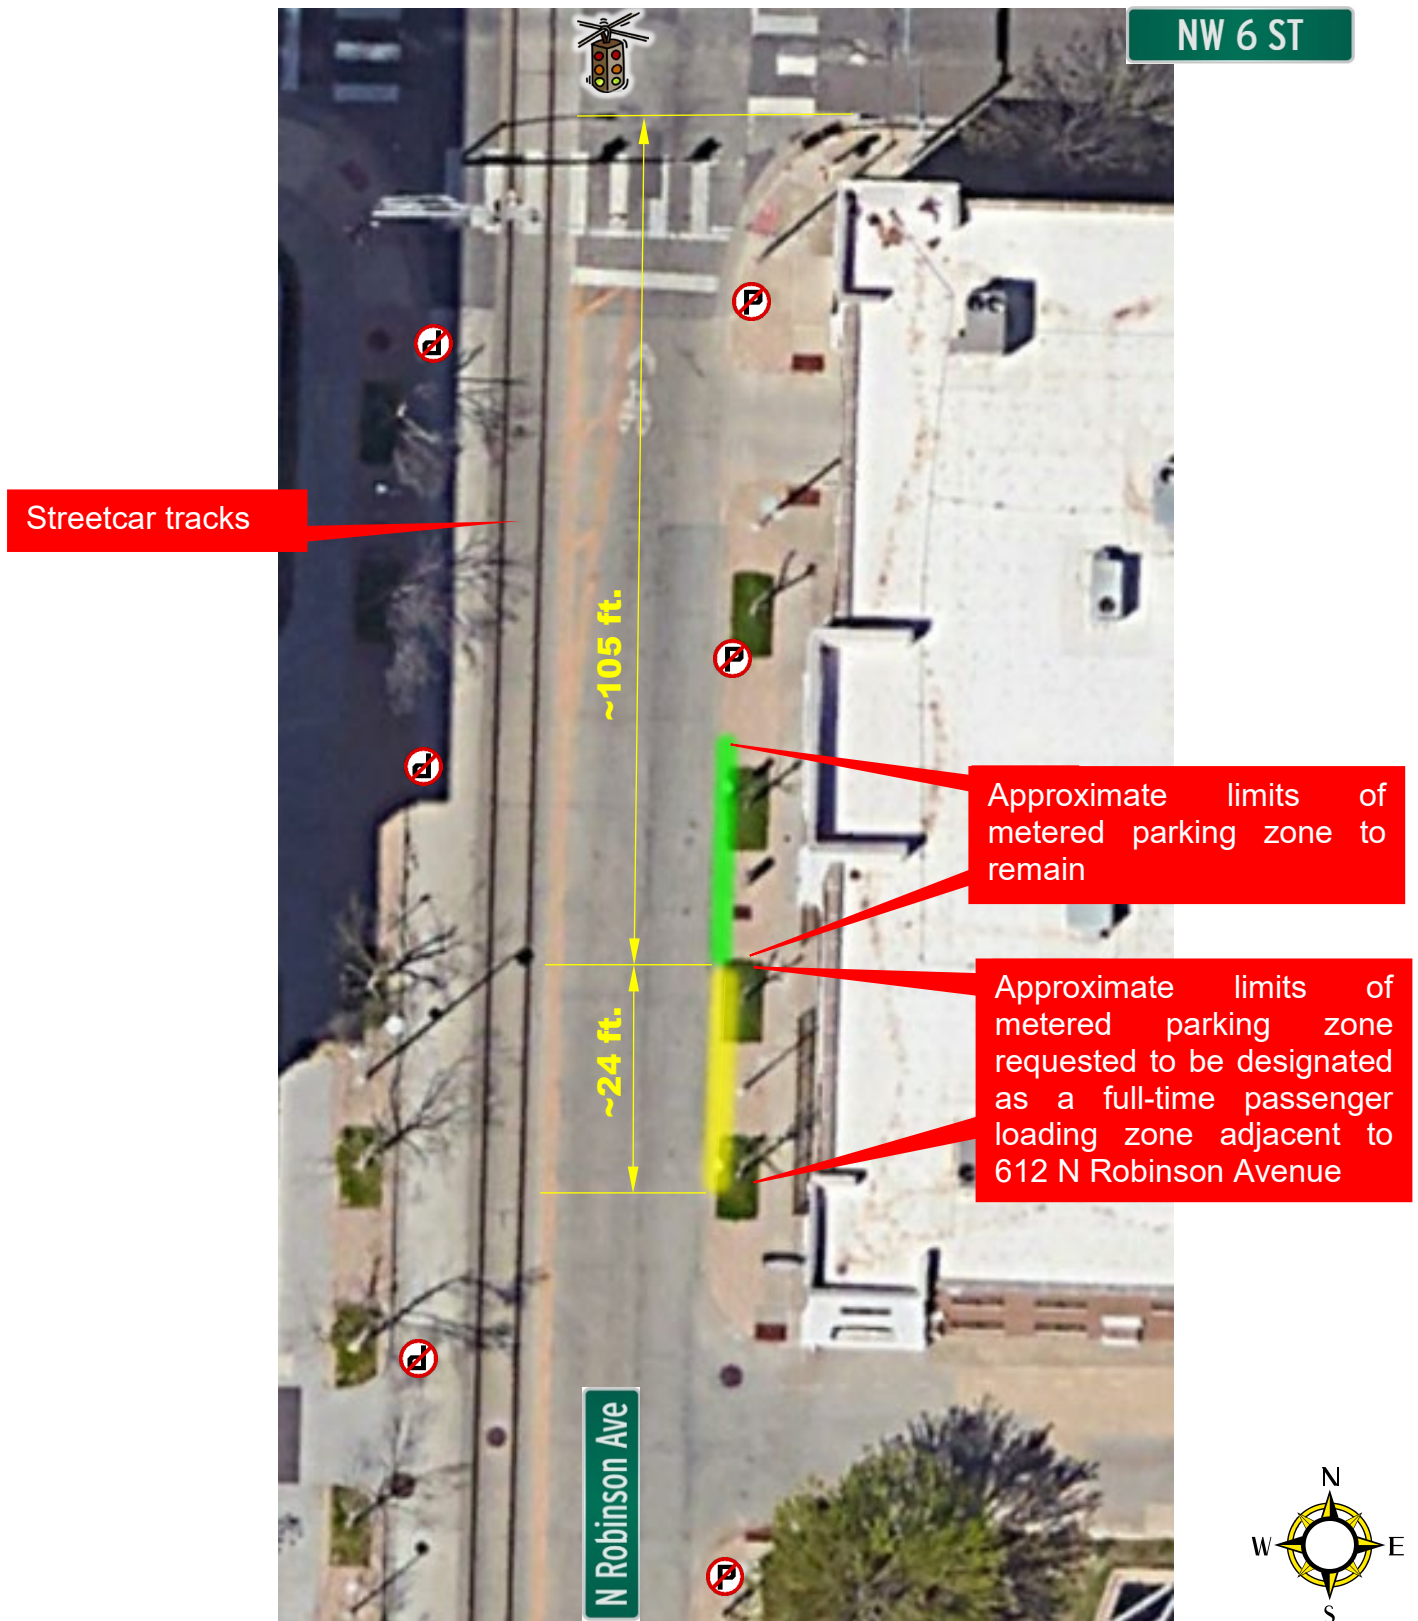 NW 6 ST
Streetcar tracks
~105 ft.
Approximate limits of
metered parking zone to
remain
Approximate limits of
metered parking zone
requested to be designated
as a full-time passenger
loading zone adjacent to
612 N Robinson Avenue
~24 ft.
N Robinson Ave
P
P
P
P
P
P
N
W
E
S